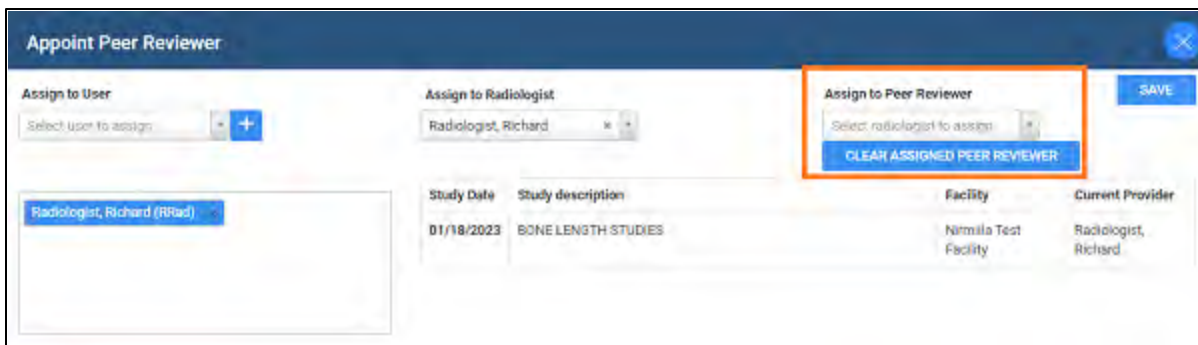 Appoint Peer Reviewer
Assign to User
Assign to Radiologist
Assign to Peer Reviewer
SAVE
Select user to assign
+
Radiologist, Richard
Select radiologist to assign
CLEAR ASSIGNED PEER REVIEWER
Radiologist, Richard (RRad)
Study Date Study description Facility Current Provider
01/18/2023 BONE LENGTH STUDIES Nirmilla Test Radiologist,
Facility Richard